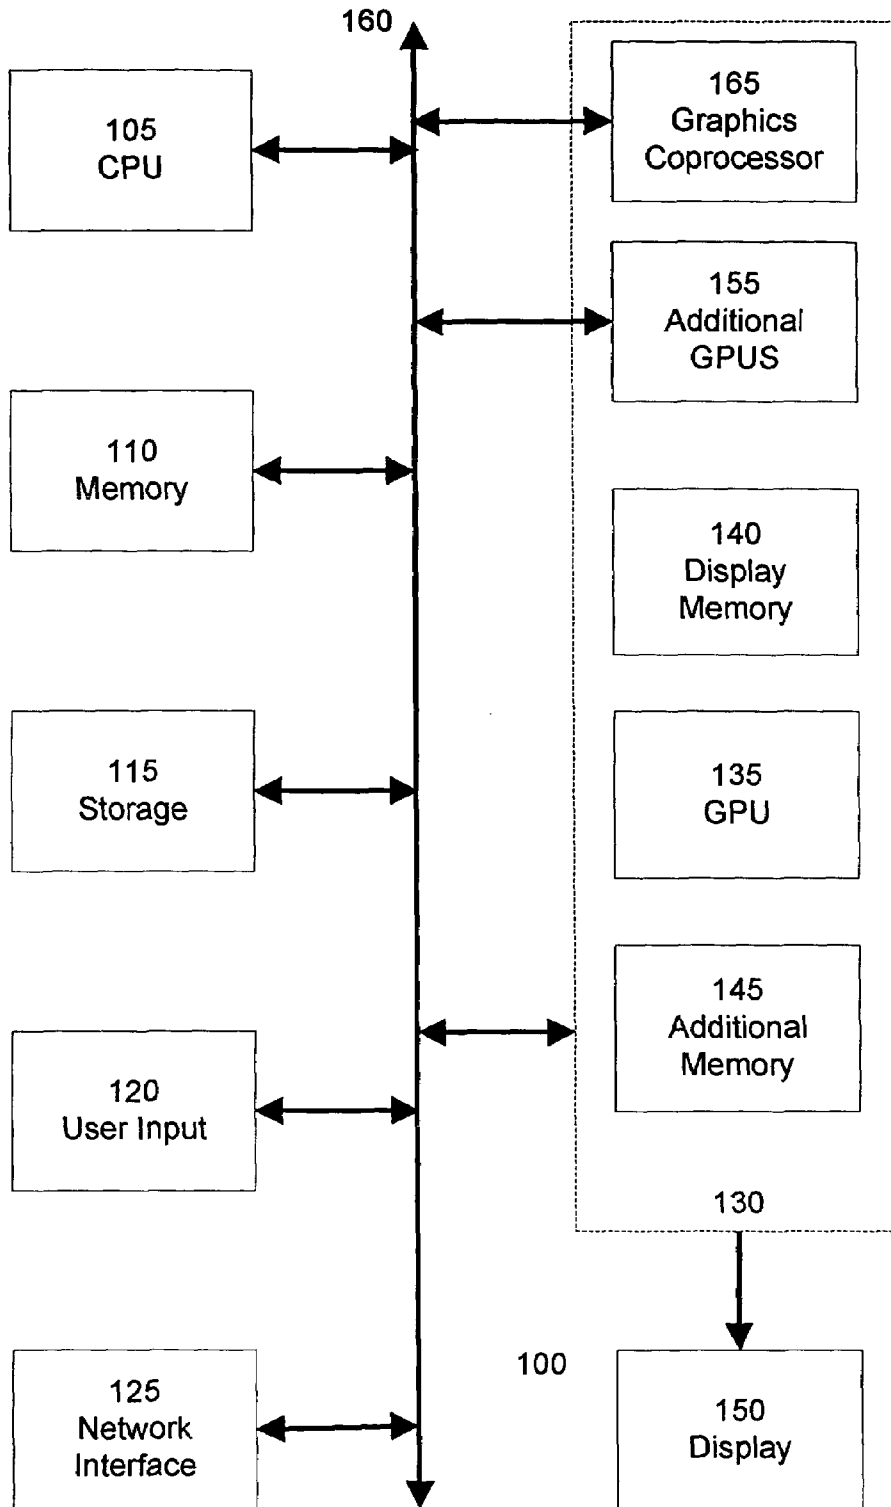 160
105
CPU
110
Memory
115
Storage
120
User Input
125
Network
Interface
165
Graphics
Coprocessor
155
Additional
GPUS
140
Display
Memory
135
GPU
145
Additional
Memory
130
100
150
Display